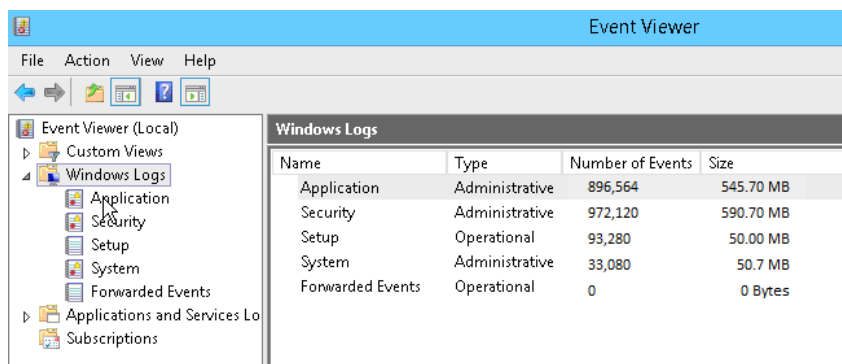 Event Viewer
File Action View Help
Event Viewer (Local)
Custom Views
Windows Logs
Application
Security
Setup
System
Forwarded Events
Applications and Services Lo
Subscriptions
Windows Logs
Name Type Number of Events Size
Application Administrative 896,564 545.70 MB
Security Administrative 972,120 590.70 MB
Setup Operational 93,280 50.00 MB
System Administrative 33,080 50.7 MB
Forwarded Events Operational 0 0 Bytes